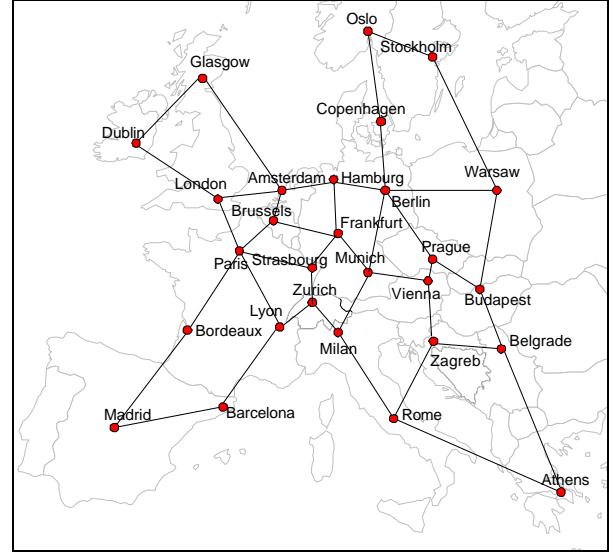 Oslo
Stockholm
Glasgow
Copenhagen
Dublin
Amsterdam
Hamburg
Warsaw
London
Berlin
Brussels
Frankfurt
Paris
Strasbourg
Munich
Prague
Zurich
Vienna
Budapest
Lyon
Bordeaux
Milan
Zagreb
Belgrade
Madrid
Barcelona
Rome
Athens